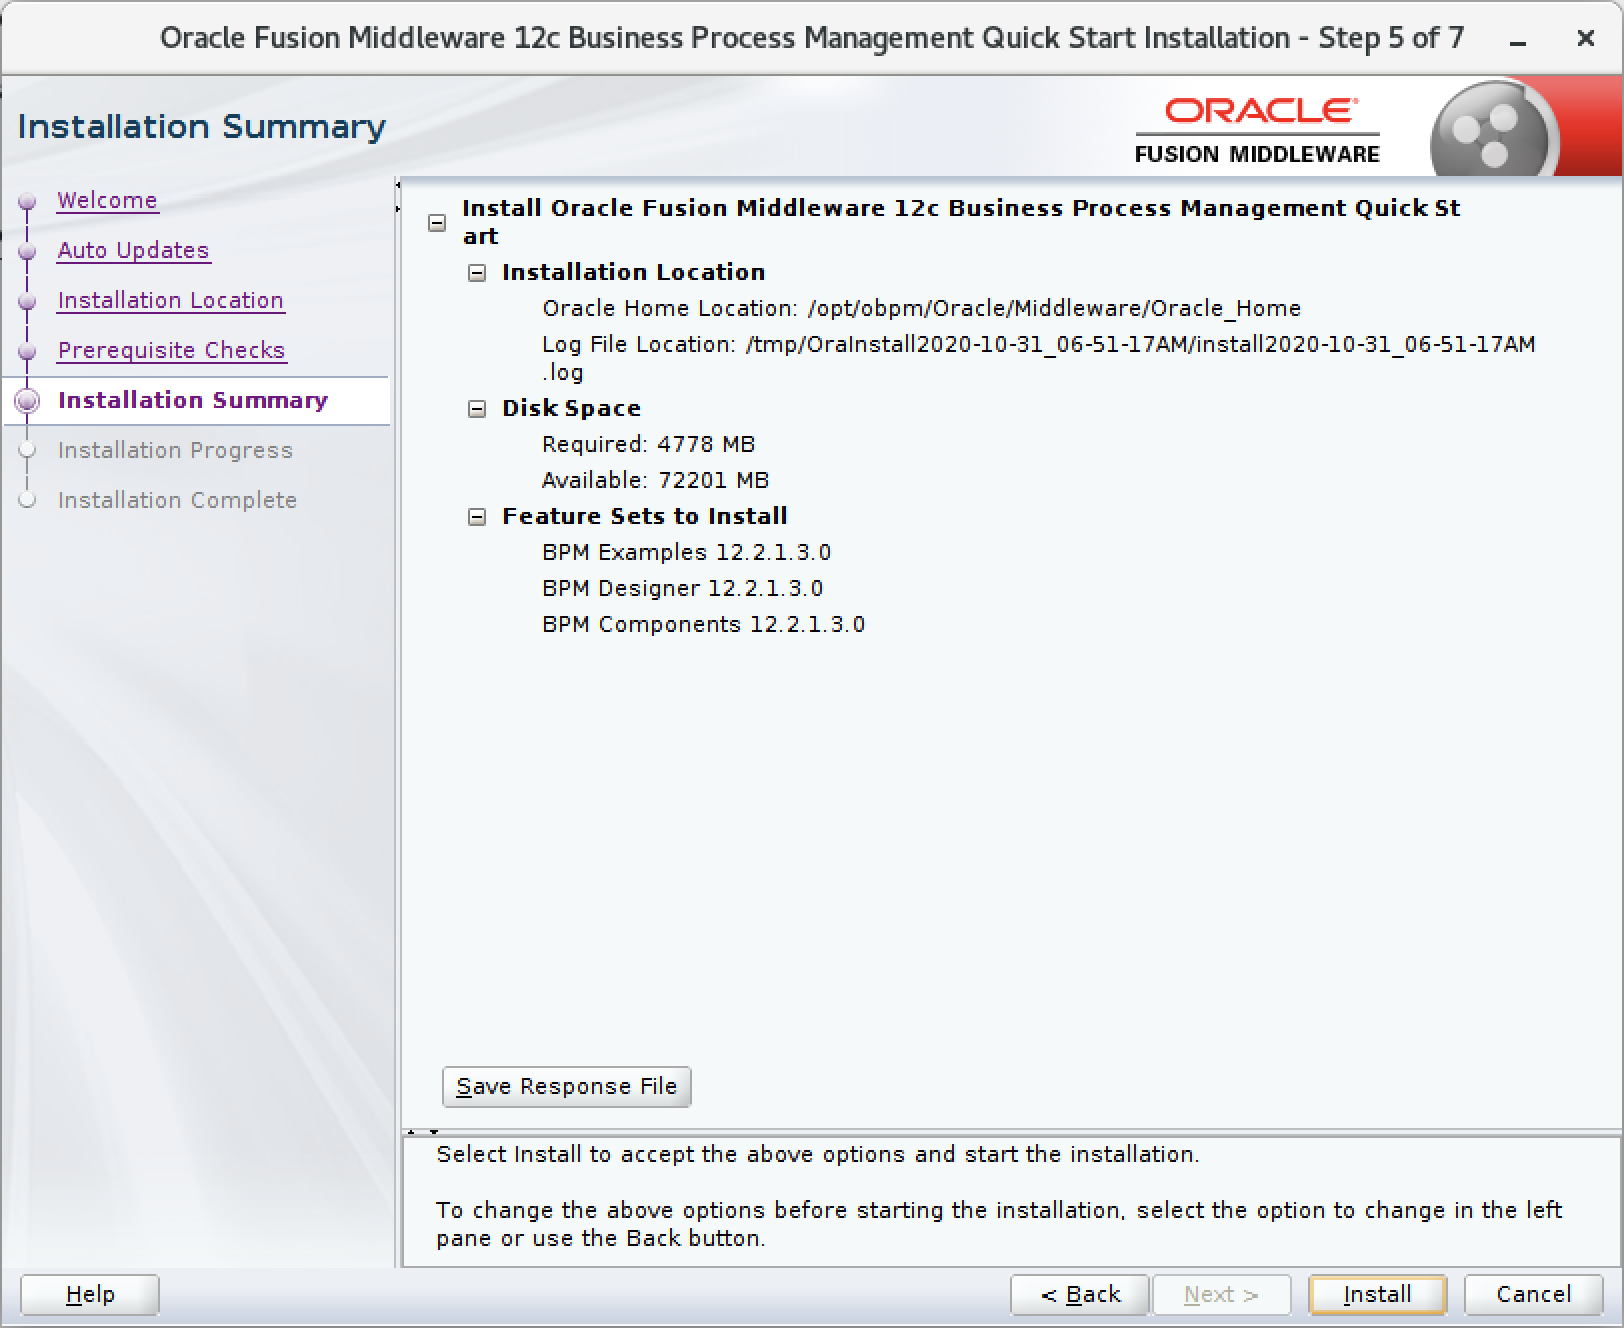 Oracle Fusion Middleware 12c Business Process Management Quick Start Installation - Step 5 of 7
Installation Summary
ORACLE
FUSION MIDDLEWARE
Welcome
Auto Updates
Installation Location
Prerequisite Checks
Installation Summary
Installation Progress
Installation Complete
Install Oracle Fusion Middleware 12c Business Process Management Quick St
art
Installation Location
Oracle Home Location: /opt/obpm/Oracle/Middleware/Oracle_Home
Log File Location: /tmp/OraInstall2020-10-31_06-51-17AM/install2020-10-31_06-51-17AM
.log
Disk Space
Required: 4778 MB
Available: 72201 MB
Feature Sets to Install
BPM Examples 12.2.1.3.0
BPM Designer 12.2.1.3.0
BPM Components 12.2.1.3.0
Save Response File
Select Install to accept the above options and start the installation.
To change the above options before starting the installation, select the option to change in the left
pane or use the Back button.
Help
< Back
Next >
Install
Cancel